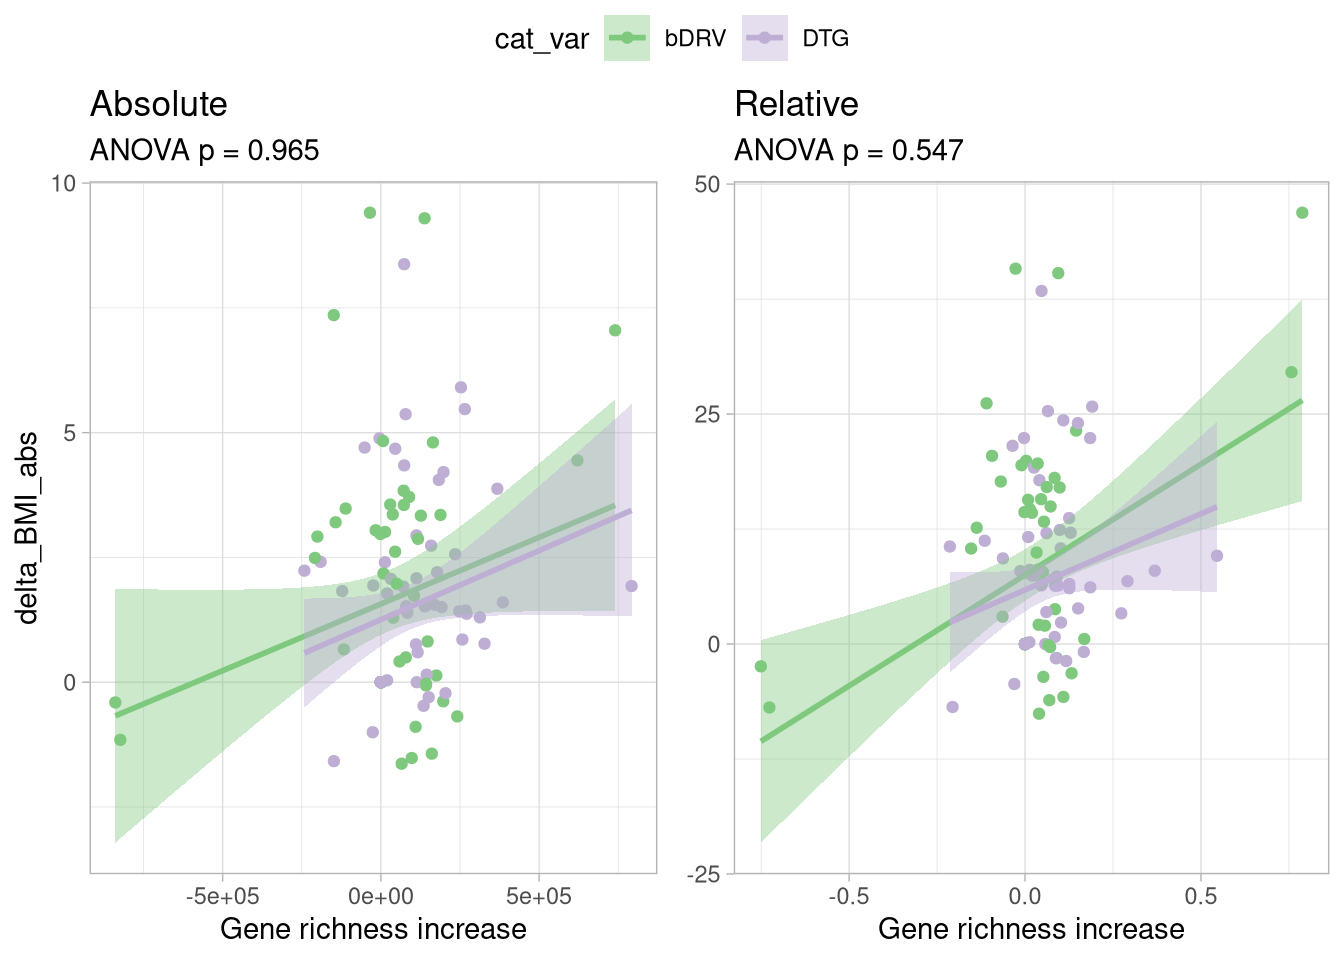 cat_var bDRV DTG
Absolute
ANOVA p = 0.965
Relative
ANOVA p = 0.547
delta_BMI_abs
10
5
0
-5e+05 0e+00 5e+05
Gene richness increase
50
25
0
-25
-0.5 0.0 0.5
Gene richness increase